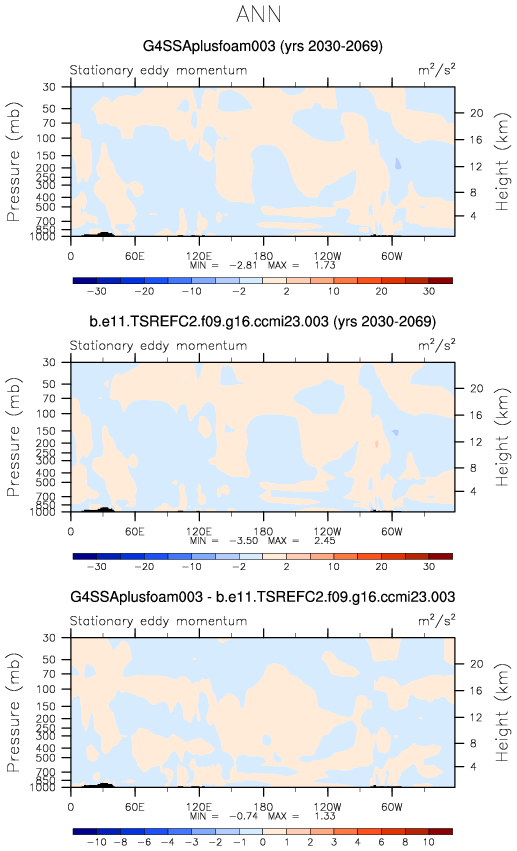 ANN
G4SSAplusfoam003 (yrs 2030-2069)
Stationary eddy momentum m²/s²
Pressure (mb)
30
50
70
100
150
200
250
300
400
500
700
850
1000
20
16
12
8
4
Height (km)
0 60E 120E 180 120W 60W
MIN = -2.81 MAX = 1.73
-30 -20 -10 -2 2 10 20 30
b.e11.TSREFC2.f09.g16.ccmi23.003 (yrs 2030-2069)
Stationary eddy momentum m²/s²
Pressure (mb)
30
50
70
100
150
200
250
300
400
500
700
850
1000
20
16
12
8
4
Height (km)
0 60E 120E 180 120W 60W
MIN = -3.50 MAX = 2.45
-30 -20 -10 -2 2 10 20 30
G4SSAplusfoam003 - b.e11.TSREFC2.f09.g16.ccmi23.003
Stationary eddy momentum m²/s²
Pressure (mb)
30
50
70
100
150
200
250
300
400
500
700
850
1000
20
16
12
8
4
Height (km)
0 60E 120E 180 120W 60W
MIN = -0.74 MAX = 1.33
-10 -8 -6 -4 -3 -2 -1 0 1 2 3 4 6 8 10